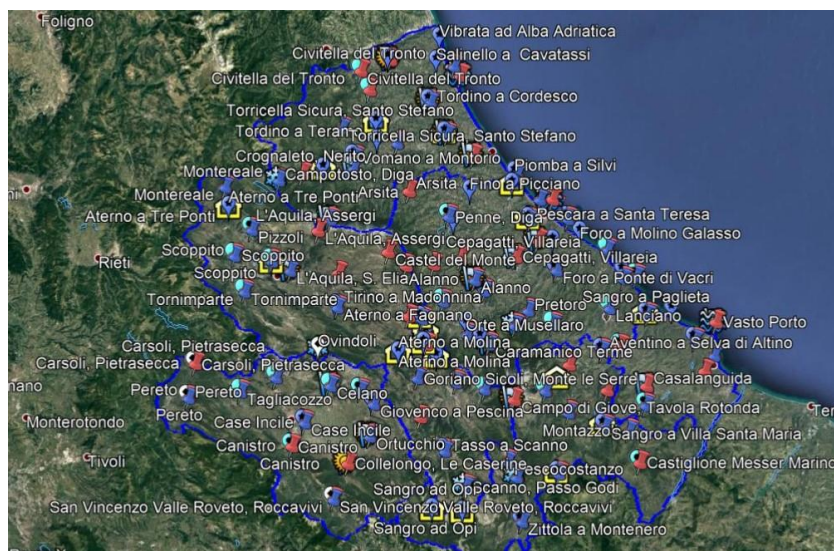 Foligno
Vibrata ad Alba Adriatica
Civitella del Tronto
Salinello a Cavatassi
Civitella del Tronto
Civitella del Tronto
Tordino a Cordesco
Torricella Sicura, Santo Stefano
Tordino a Teramo
Torricella Sicura, Santo Stefano
Crognaleto, Nerito
Vomano a Montorio
Piomba a Silvi
Montereale
Campotosto, Diga
Arsita
Arsita
Fino a Picciano
Montereale
Aterno a Tre Ponti
Aterno a Tre Ponti
L'Aquila, Assergi
Penne, Diga
Pescara a Santa Teresa
Pizzoli
L'Aquila, Assergi
Cepagatti, Villareia
Foro a Molino Galasso
Scoppito
Scoppito
Castel del Monte
Cepagatti, Villareia
Rieti
Scoppito
L'Aquila, S. Elia
Alanno
Alanno
Foro a Ponte di Vacri
Tornimparte
Tornimparte
Tirino a Madonnina
Pretoro
Sangro a Paglieta
Aterno a Fagnano
Lanciano
Orte a Musellaro
Vasto Porto
Carsoli, Pietrasecca
Ovindoli
Aterno a Molina
Caramanico Terme
Aventino a Selva di Altino
Carsoli, Pietrasecca
Carsoli, Pietrasecca
Aterno a Molina
Pereto
Pereto
Tagliacozzo
Celano
Goriano Sicoli, Monte le Serre
Casalanguida
Pereto
Giovenco a Pescina
Campo di Giove, Tavola Rotonda
Monterotondo
Case Incile
Case Incile
Montazzo
Sangro a Villa Santa Maria
Canistro
Canistro
Ortucchio
Tasso a Scanno
Tivoli
Canistro
Collelongo, Le Caserine
Castiglione Messer Marino
escocostanzo
Sangro ad Opi
Scanno, Passo Godi
San Vincenzo Valle Roveto, Roccavivi
San Vincenzo Valle Roveto, Roccavivi
Sangro ad Opi
Zittola a Montenero